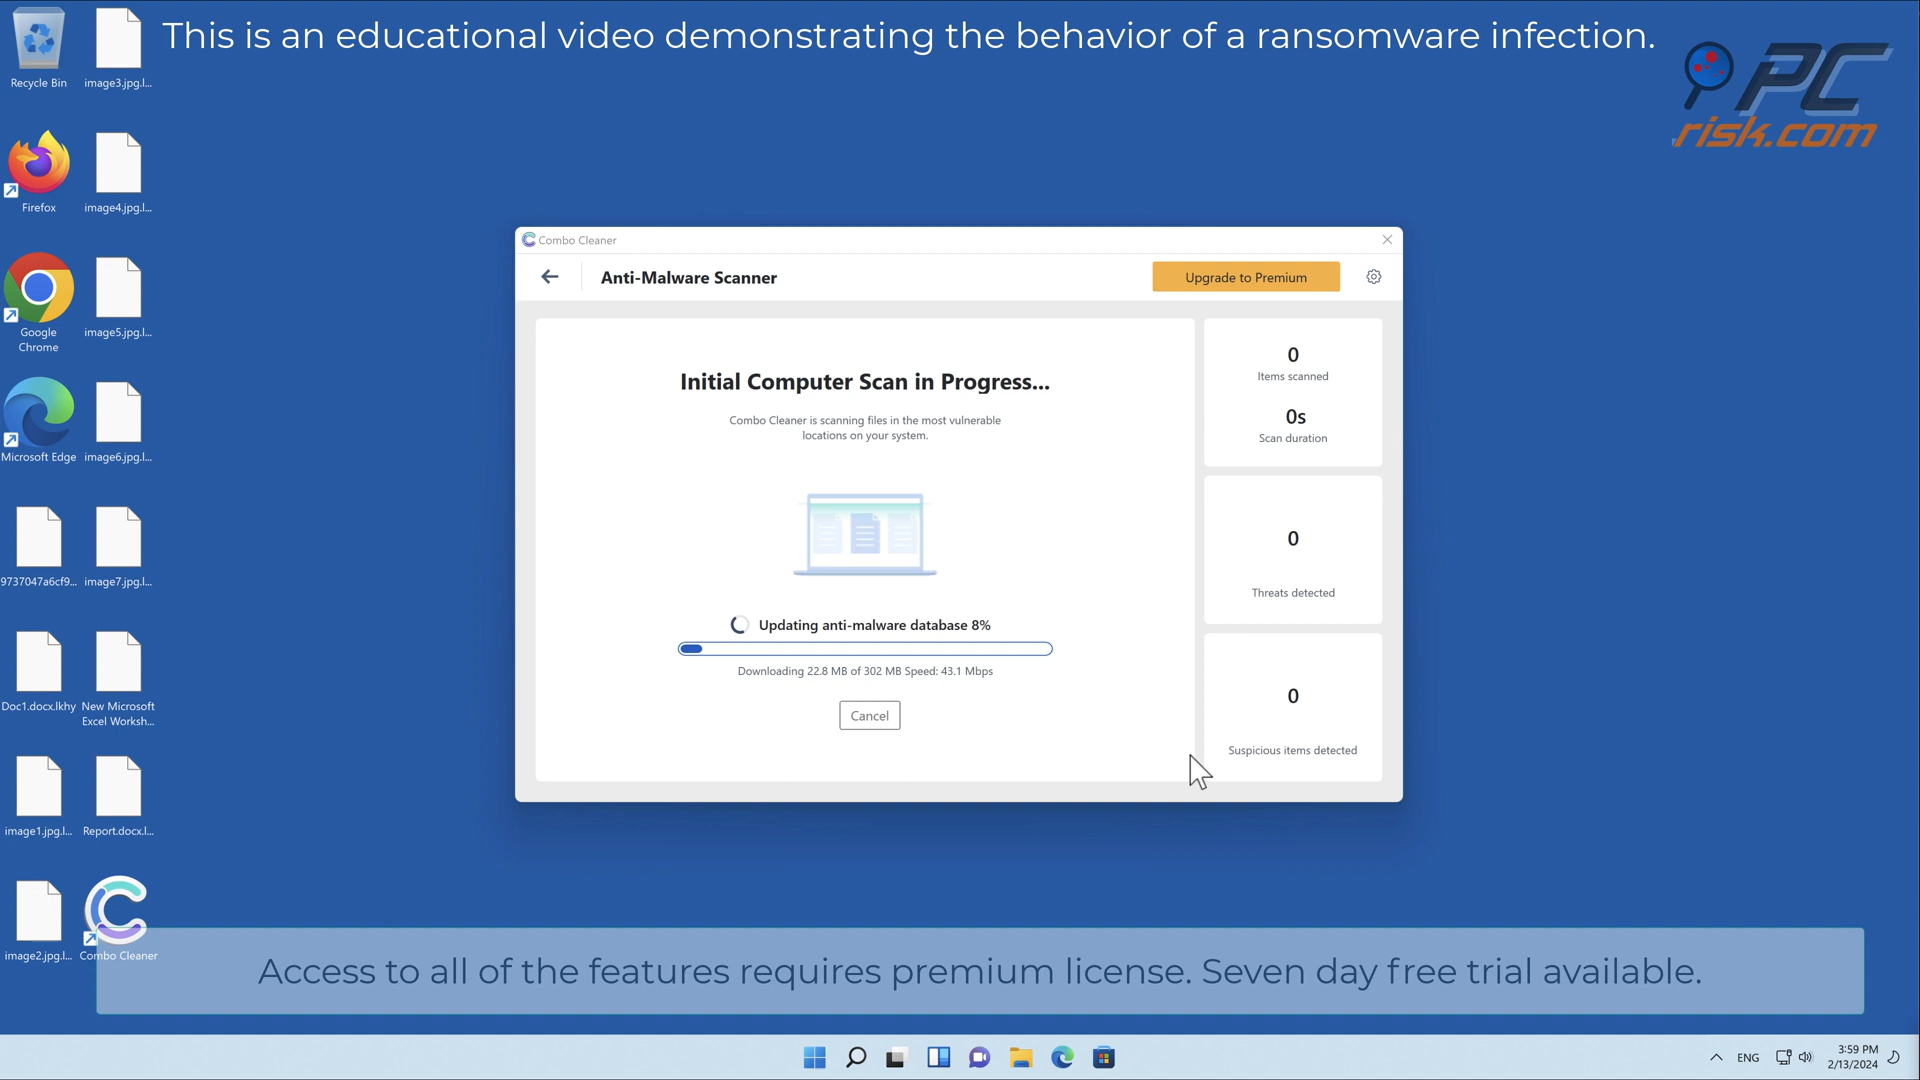 This is an educational video demonstrating the behavior of a ransomware infection.
PC
risk.com
Recycle Bin
image3.jpg.l...
Firefox
image4.jpg.l...
Google
Chrome
image5.jpg.l...
Microsoft Edge
image6.jpg.l...
9737047a6cf9...
image7.jpg.l...
Doc1.docx.lkhy
New Microsoft
Excel Worksh...
image1.jpg.l...
Report.docx.l...
image2.jpg.l...
Combo Cleaner
Combo Cleaner
Anti-Malware Scanner
Upgrade to Premium
Initial Computer Scan in Progress...
Combo Cleaner is scanning files in the most vulnerable
locations on your system.
Updating anti-malware database 8%
Downloading 22.8 MB of 302 MB Speed: 43.1 Mbps
Cancel
0
Items scanned
0s
Scan duration
0
Threats detected
0
Suspicious items detected
Access to all of the features requires premium license. Seven day free trial available.
ENG
3:59 PM
2/13/2024